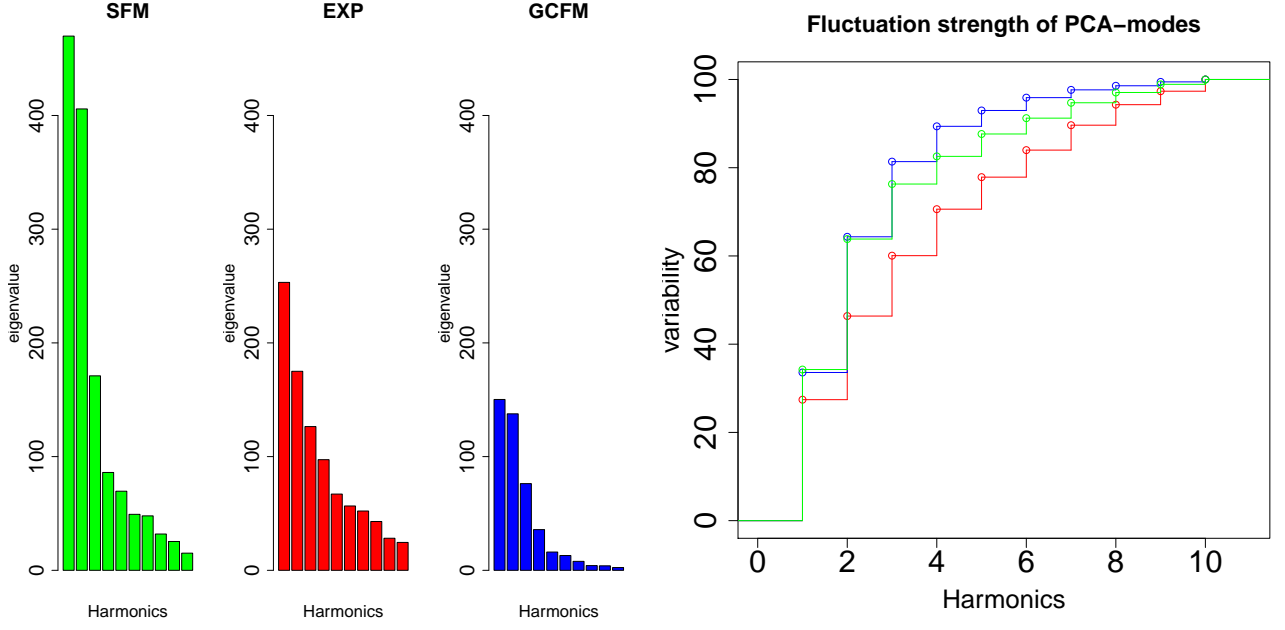 SFM
eigenvalue
0 100 200 300 400
Harmonics
EXP
eigenvalue
0 100 200 300 400
Harmonics
GCFM
eigenvalue
0 100 200 300 400
Harmonics
Fluctuation strength of PCA−modes
variability
0 20 40 60 80 100
0 2 4 6 8 10
Harmonics